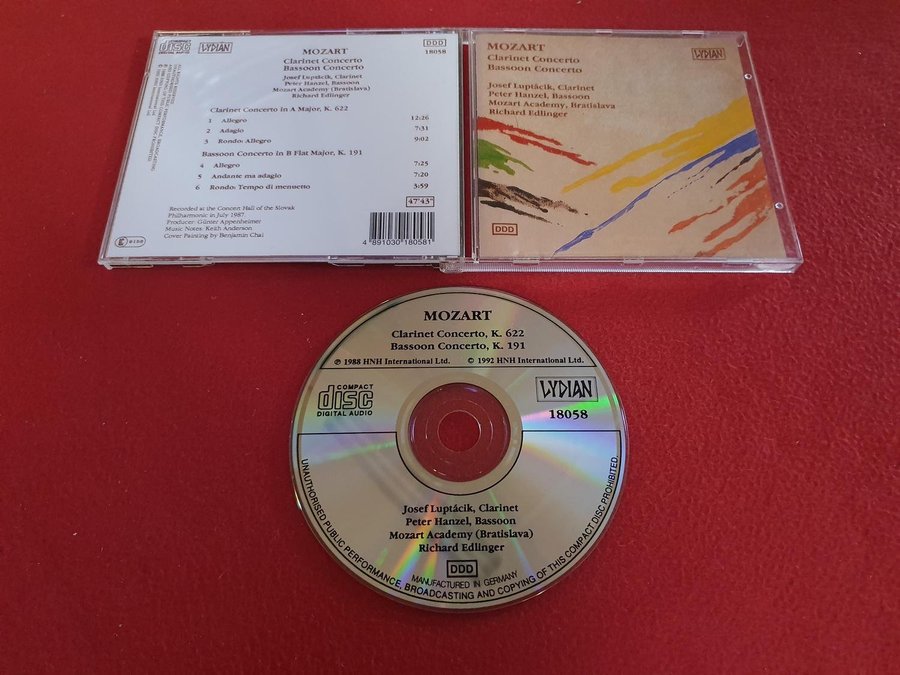 COMPACT
disc
DIGITAL AUDIO
LYDIAN
MOZART
Clarinet Concerto
Bassoon Concerto
Josef Luptácik, Clarinet
Peter Hanzel, Bassoon
Mozart Academy (Bratislava)
Richard Edlinger
DDD
18058
Clarinet Concerto in A Major, K. 622
1 Allegro 12:26
2 Adagio 7:31
3 Rondo: Allegro 9:02
Bassoon Concerto in B Flat Major, K. 191
4 Allegro 7:25
5 Andante ma adagio 7:20
6 Rondo: Tempo di menuetto 3:59
47'43"
Recorded at the Concert Hall of the Slovak
Philharmonic in July 1987.
Producer: Günter Appenheimer
Music Notes: Keith Anderson
Cover Painting by Benjamin Chai
4 891030 180581
MOZART
Clarinet Concerto
Bassoon Concerto
LYDIAN
Josef Luptácik, Clarinet
Peter Hanzel, Bassoon
Mozart Academy, Bratislava
Richard Edlinger
DDD
MOZART
Clarinet Concerto, K. 622
Bassoon Concerto, K. 191
℗ 1988 HNH International Ltd. © 1992 HNH International Ltd.
COMPACT
disc
DIGITAL AUDIO
LYDIAN
18058
Josef Luptácik, Clarinet
Peter Hanzel, Bassoon
Mozart Academy (Bratislava)
Richard Edlinger
DDD
MANUFACTURED IN GERMANY
UNAUTHORISED PUBLIC PERFORMANCE, BROADCASTING AND COPYING OF THIS COMPACT DISC PROHIBITED.